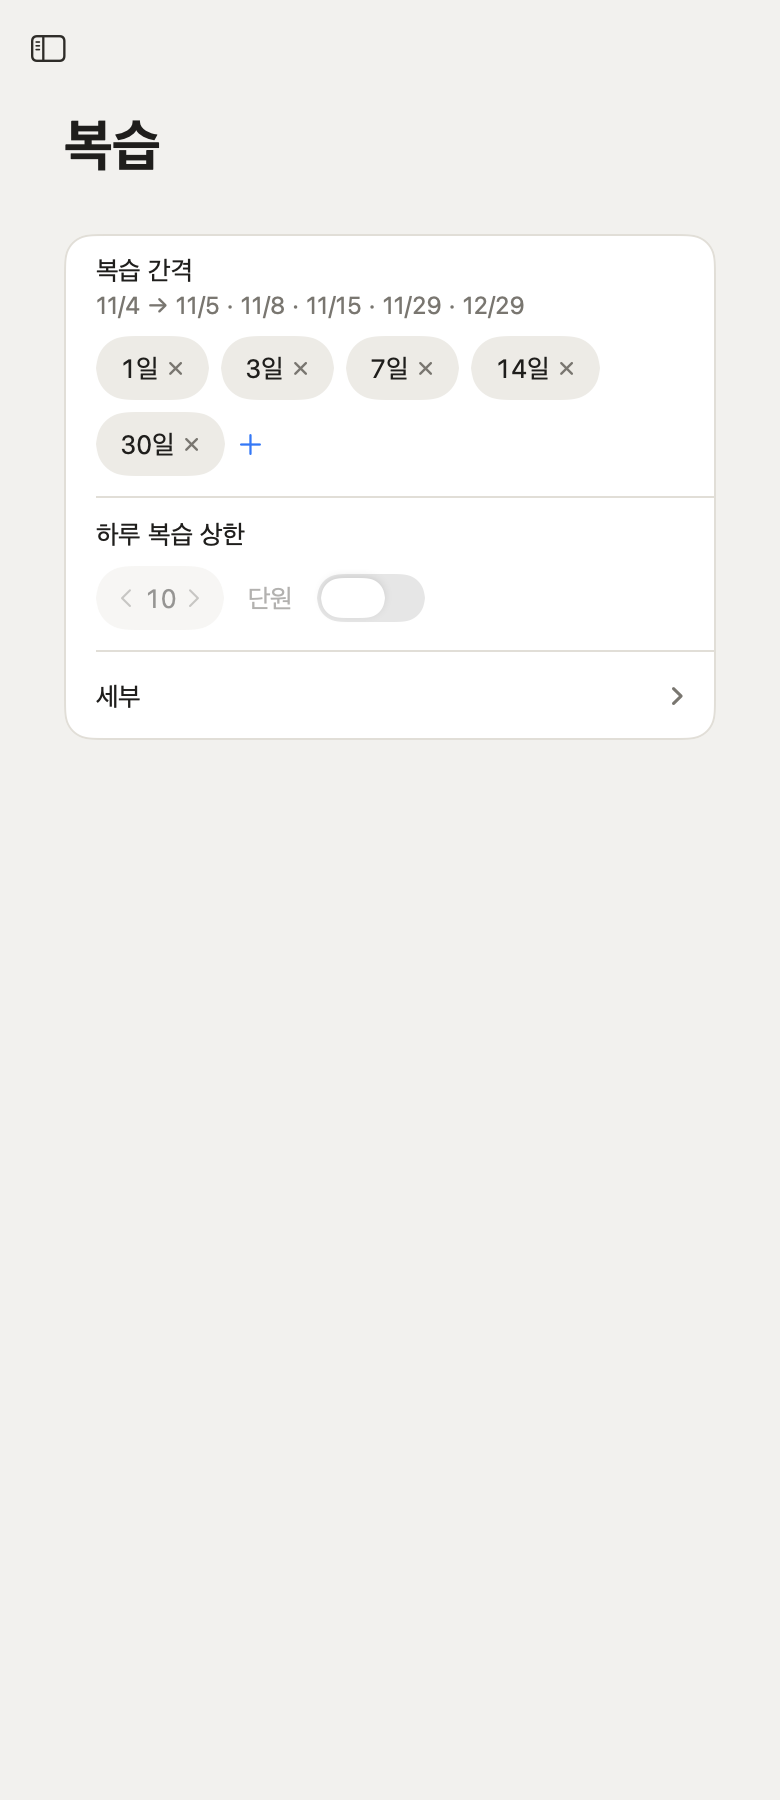 복습
복습 간격
11/4 → 11/5 · 11/8 · 11/15 · 11/29 · 12/29
1일 × 3일 × 7일 × 14일 ×
30일 × +
하루 복습 상한
< 10 > 단원
세부 >